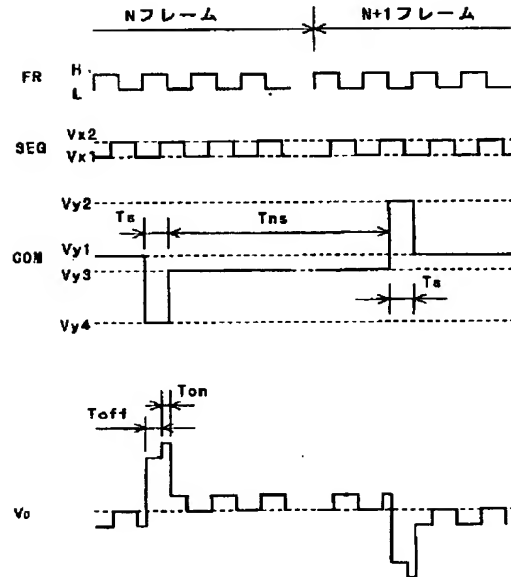 Nフレーム
N+1フレーム
FR
H
L
SEG
Vx2
Vx1
COM
Vy2
Ts
Tns
Vy1
Vy3
Ts
Vy4
Ton
Toff
VD